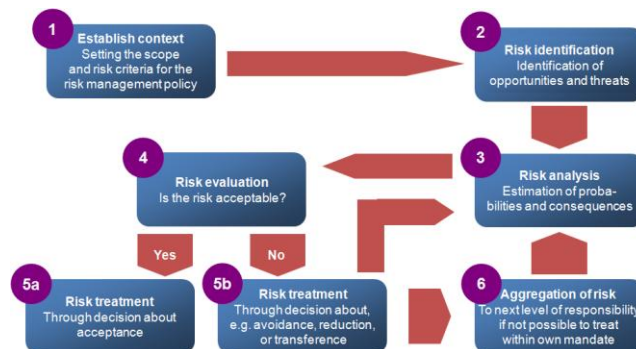 1
Establish context
Setting the scope
and risk criteria for the
risk management policy
2
Risk identification
Identification of
opportunities and threats
3
Risk analysis
Estimation of proba-
bilities and consequences
4
Risk evaluation
Is the risk acceptable?
Yes
No
5a
Risk treatment
Through decision about
acceptance
5b
Risk treatment
Through decision about,
e.g. avoidance, reduction,
or transference
6
Aggregation of risk
To next level of responsibility
if not possible to treat
within own mandate